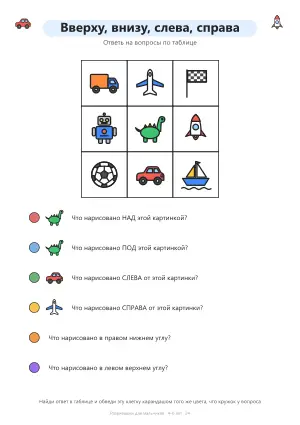 Вверху, внизу, слева, справа
Ответь на вопросы по таблице
Что нарисовано НАД этой картинкой?
Что нарисовано ПОД этой картинкой?
Что нарисовано СЛЕВА от этой картинки?
Что нарисовано СПРАВА от этой картинки?
Что нарисовано в правом нижнем углу?
Что нарисовано в левом верхнем углу?
Найди ответ в таблице и обведи эту клетку карандашом того же цвета, что кружок у вопроса